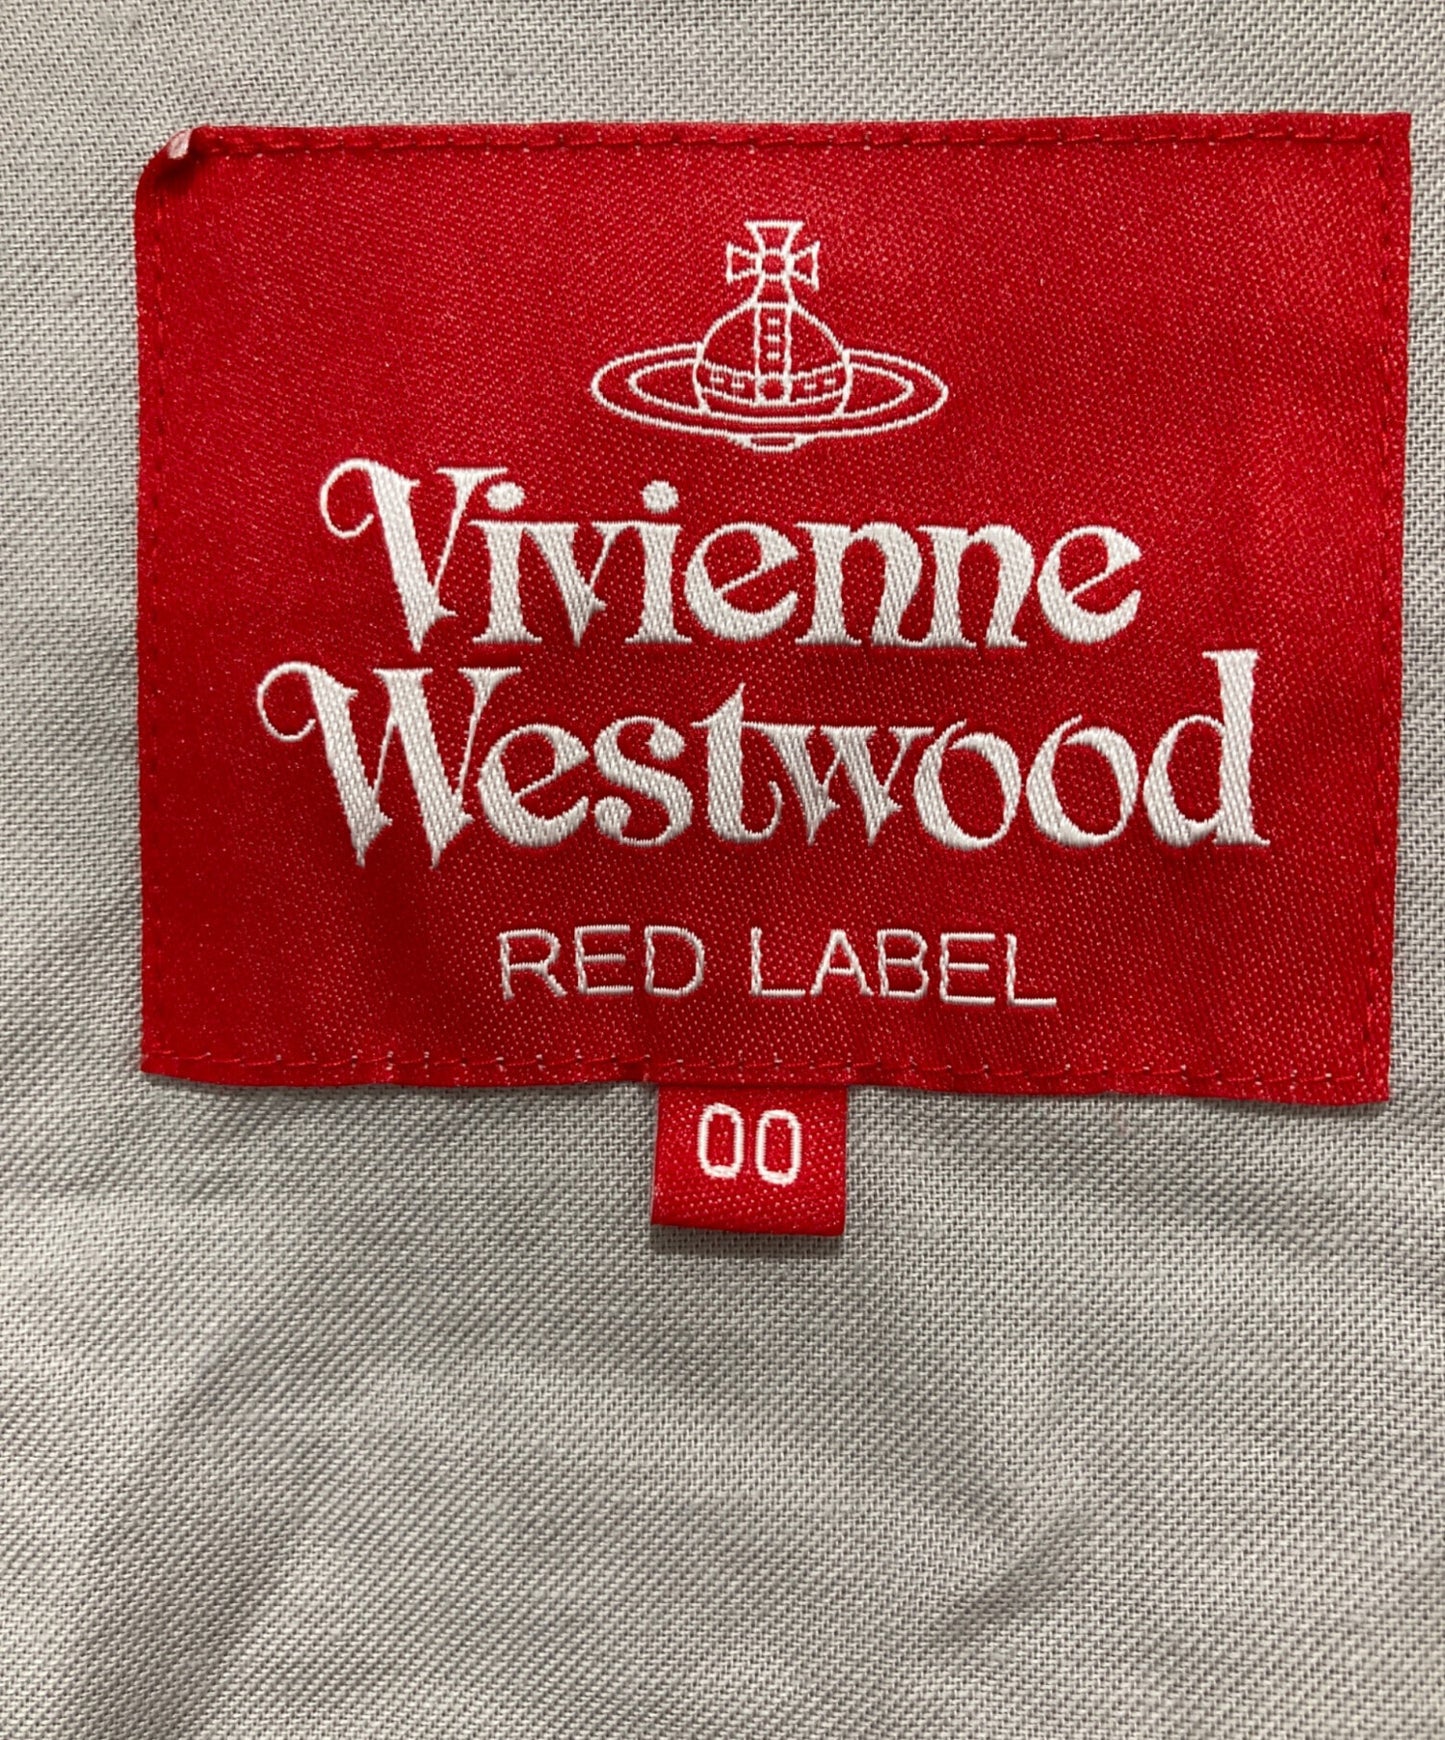 Vivienne
Westwood
RED LABEL
00